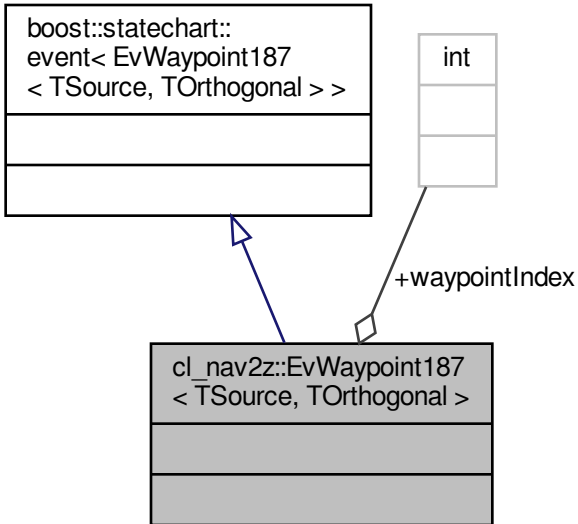 boost::statechart::
event< EvWaypoint187
< TSource, TOrthogonal > >
int
+waypointIndex
cl_nav2z::EvWaypoint187
< TSource, TOrthogonal >